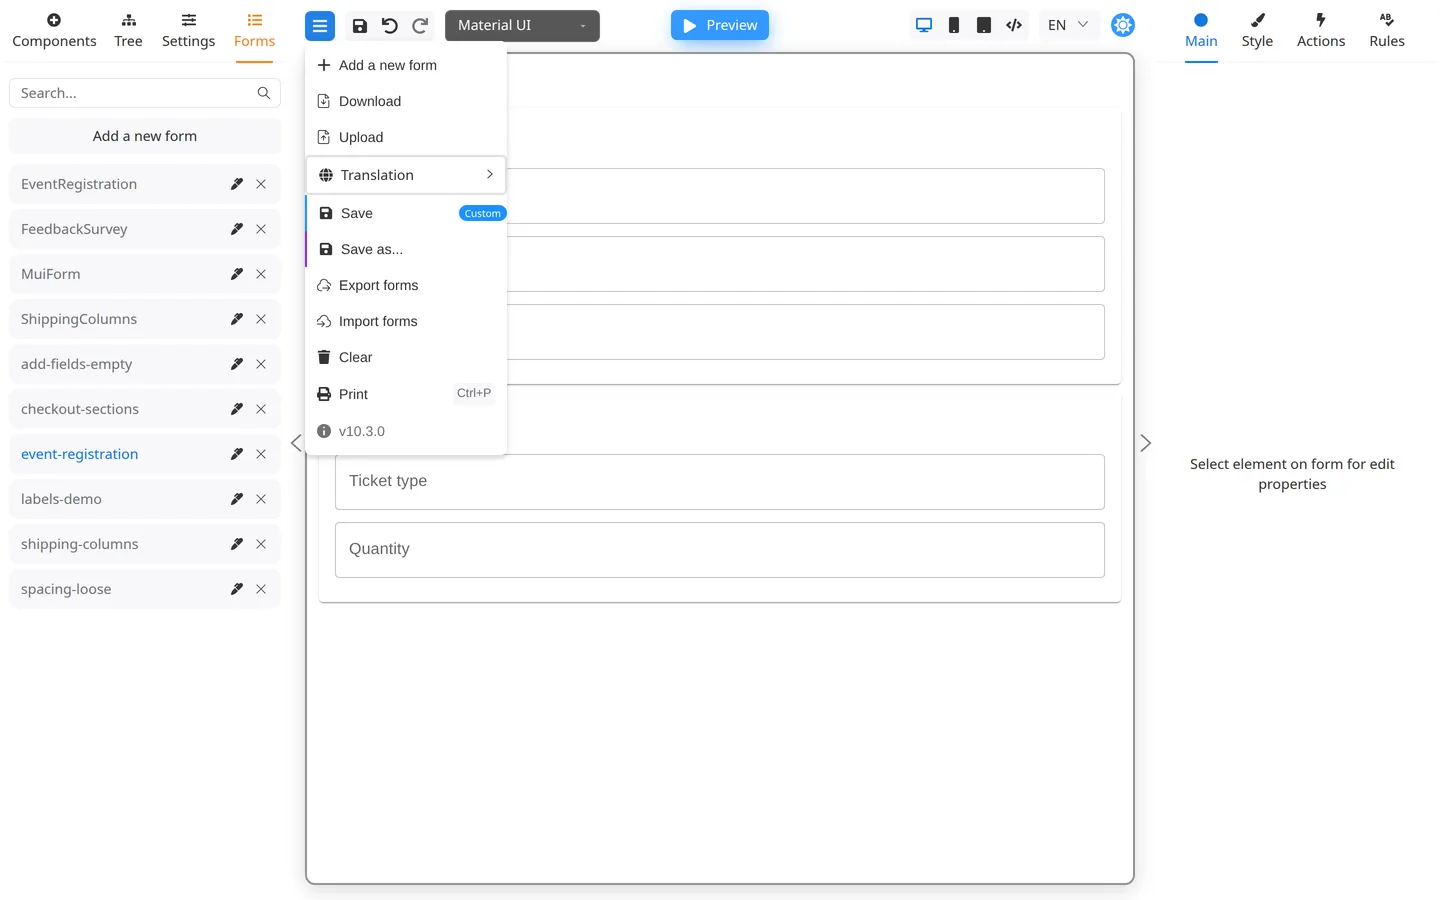 Components
Tree
Settings
Forms
Material UI
Preview
EN
Main
Style
Actions
AB
Rules
Search...
Add a new form
EventRegistration
FeedbackSurvey
MuiForm
ShippingColumns
add-fields-empty
checkout-sections
event-registration
labels-demo
shipping-columns
spacing-loose
Add a new form
Download
Upload
Translation
Save
Custom
Save as...
Export forms
Import forms
Clear
Print
Ctrl+P
v10.3.0
Ticket type
Quantity
Select element on form for edit
properties